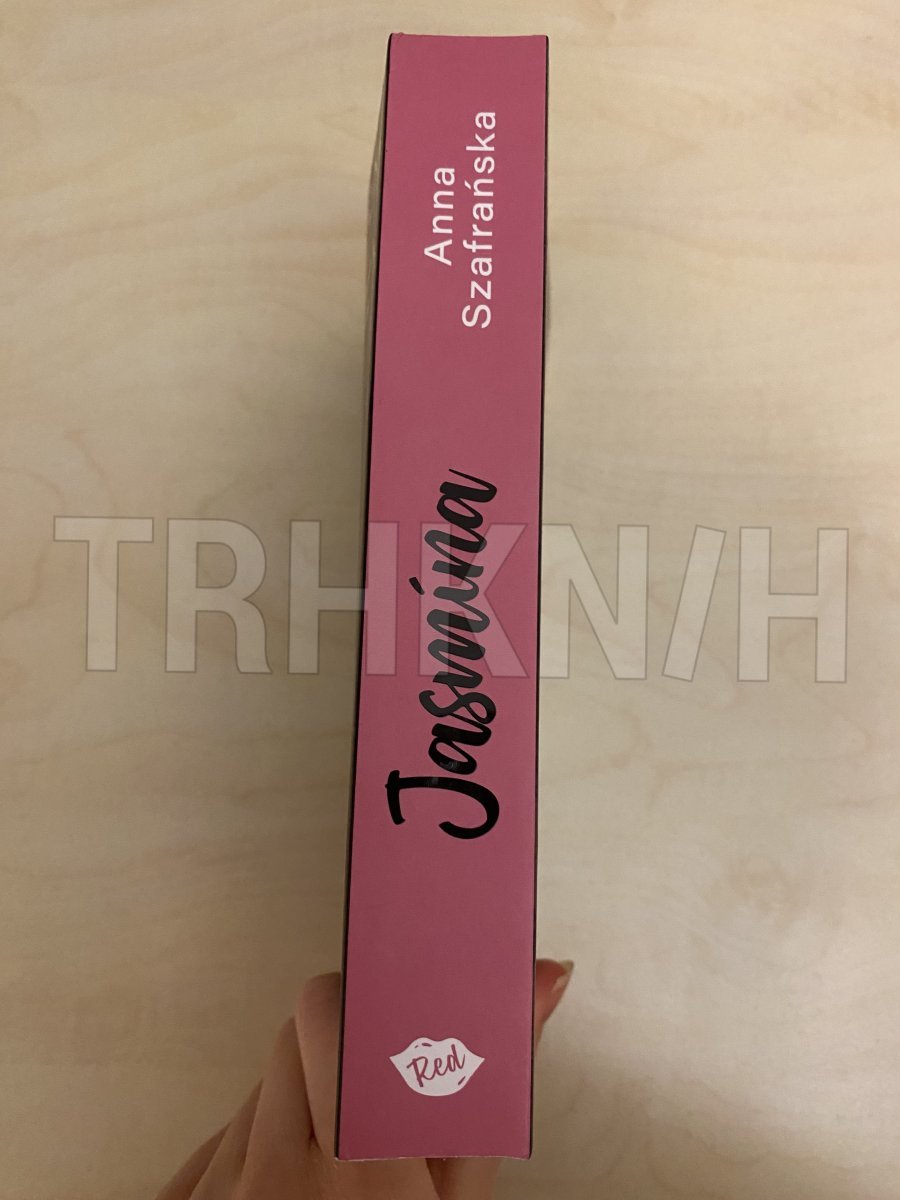 Anna
Szafrańska
Jasmina
Red
TRHKN/H